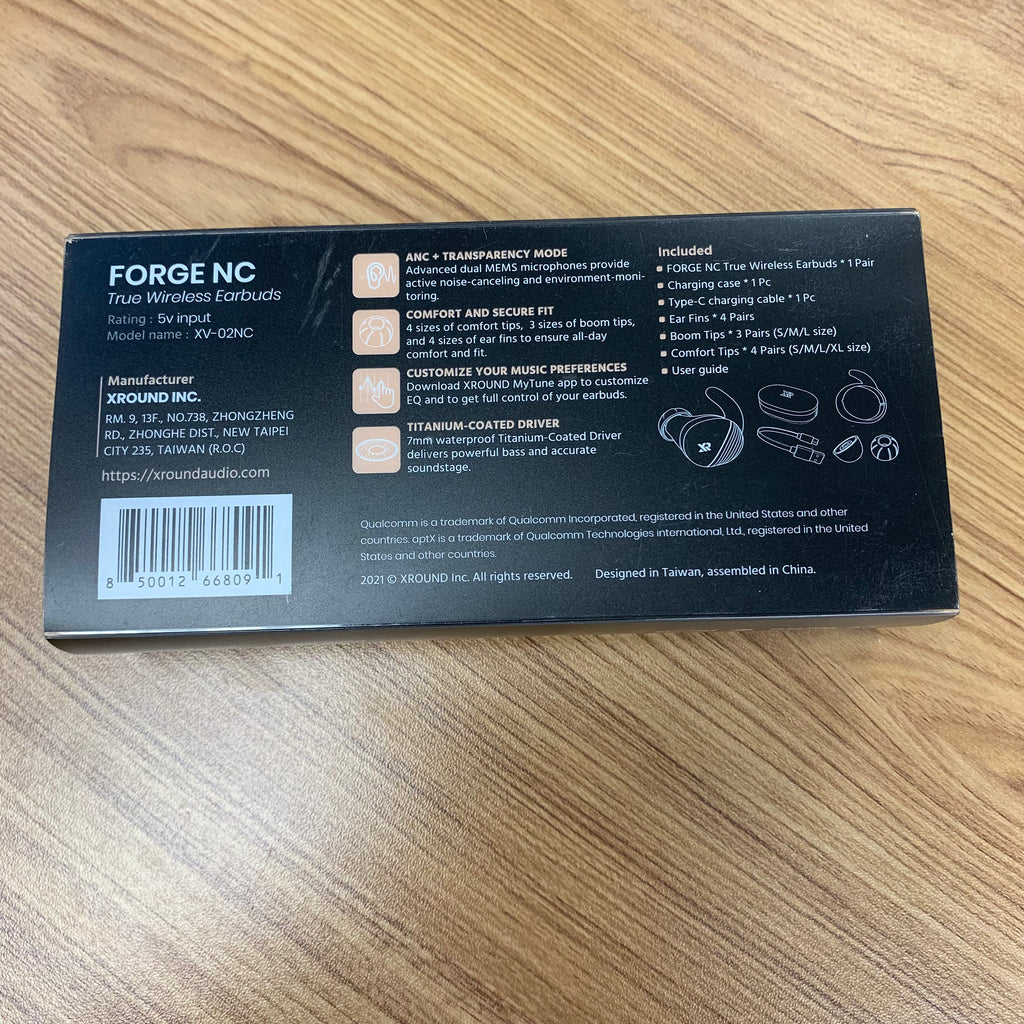 FORGE NC
True Wireless Earbuds
Rating : 5v input
Model name : XV-02NC
Manufacturer
XROUND INC.
RM. 9, 13F., NO.738, ZHONGZHENG
RD., ZHONGHE DIST., NEW TAIPEI
CITY 235, TAIWAN (R.O.C)
https://xroundaudio.com
8 50012 66809 1
ANC + TRANSPARENCY MODE
Advanced dual MEMS microphones provide
active noise-canceling and environment-moni-
toring.
COMFORT AND SECURE FIT
4 sizes of comfort tips, 3 sizes of boom tips,
and 4 sizes of ear fins to ensure all-day
comfort and fit.
CUSTOMIZE YOUR MUSIC PREFERENCES
Download XROUND MyTune app to customize
EQ and to get full control of your earbuds.
TITANIUM-COATED DRIVER
7mm waterproof Titanium-Coated Driver
delivers powerful bass and accurate
soundstage.
Included
FORGE NC True Wireless Earbuds * 1 Pair
Charging case * 1 Pc
Type-C charging cable * 1 Pc
Ear Fins * 4 Pairs
Boom Tips * 3 Pairs (S/M/L size)
Comfort Tips * 4 Pairs (S/M/L/XL size)
User guide
XR
XR
Qualcomm is a trademark of Qualcomm Incorporated, registered in the United States and other
countries. aptX is a trademark of Qualcomm Technologies international, Ltd., registered in the United
States and other countries.
2021 © XROUND Inc. All rights reserved. Designed in Taiwan, assembled in China.